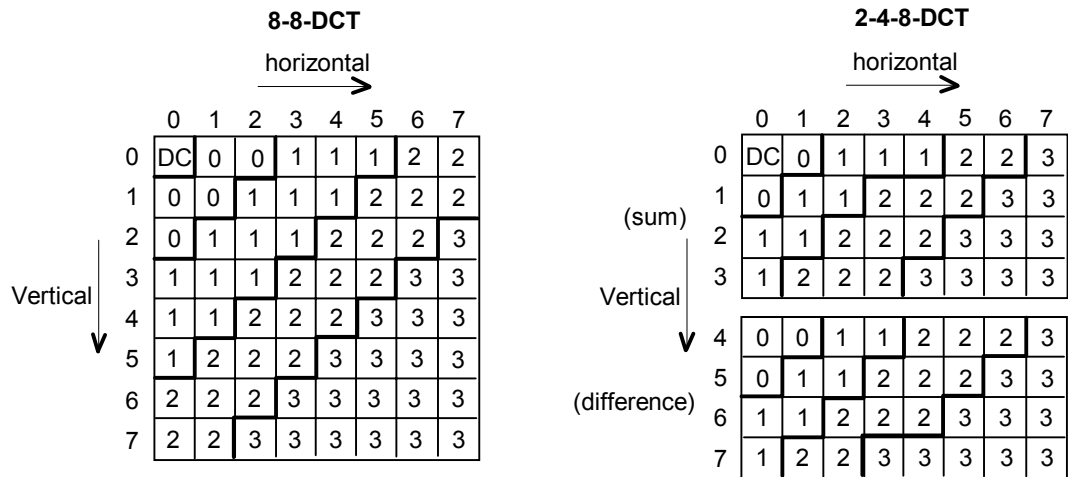 8-8-DCT
horizontal
0 1 2 3 4 5 6 7
0 DC 0 0 1 1 1 2 2
1 0 0 1 1 1 2 2 2
2 0 1 1 1 2 2 2 3
3 1 1 1 2 2 2 3 3
4 1 1 2 2 2 3 3 3
5 1 2 2 2 3 3 3 3
6 2 2 2 3 3 3 3 3
7 2 2 3 3 3 3 3 3
Vertical
2-4-8-DCT
horizontal
0 1 2 3 4 5 6 7
0 DC 0 1 1 1 2 2 3
1 0 1 1 2 2 2 3 3
2 1 1 2 2 2 3 3 3
3 1 2 2 2 3 3 3 3
(sum)
Vertical
4 0 0 1 1 2 2 2 3
5 0 1 1 2 2 2 3 3
6 1 1 2 2 2 3 3 3
7 1 2 2 3 3 3 3 3
(difference)